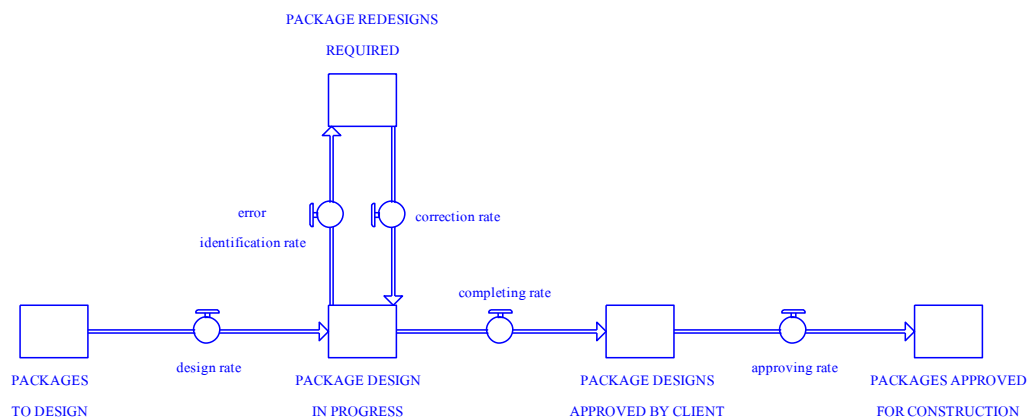 PACKAGE REDESIGNS
REQUIRED
error
identification rate
correction rate
completing rate
design rate
approving rate
PACKAGES
TO DESIGN
PACKAGE DESIGN
IN PROGRESS
PACKAGE DESIGNS
APPROVED BY CLIENT
PACKAGES APPROVED
FOR CONSTRUCTION